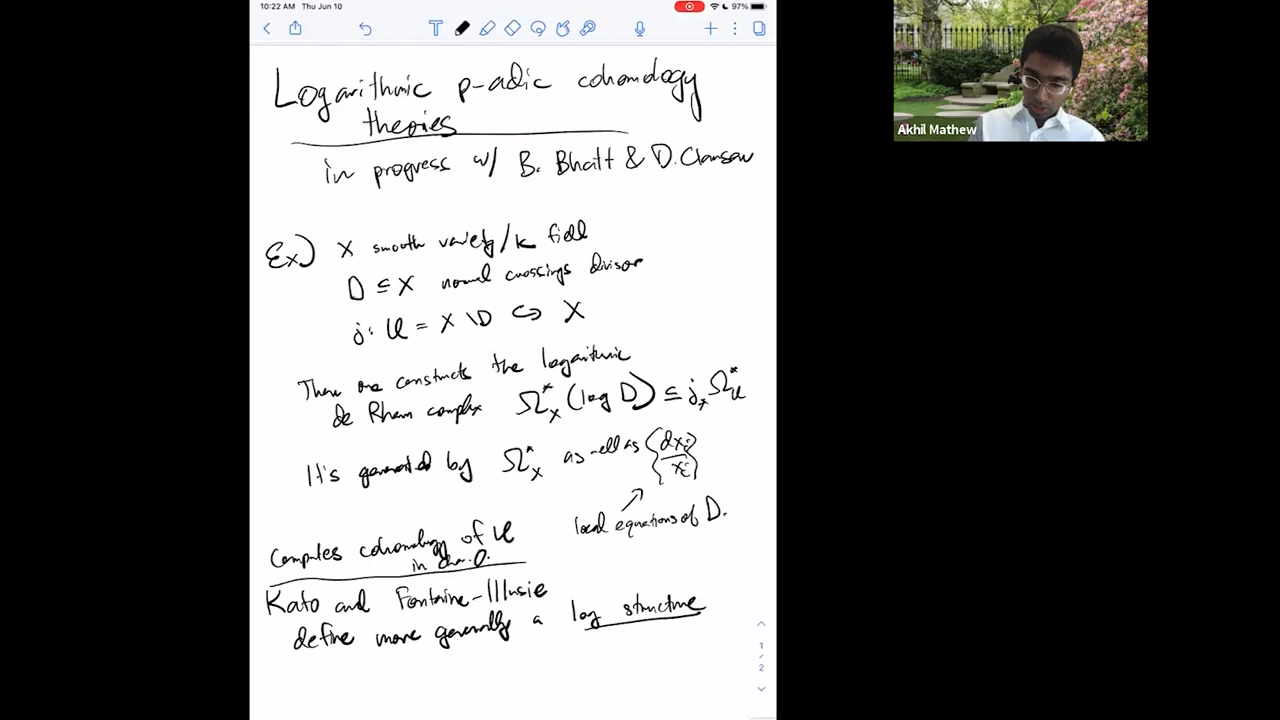 10:22 AM Thu Jun 10
97%
Logarithmic p-adic cohomology
theories
in progress w/ B. Bhatt & D. Clausen
Ex) X smooth variety/k field
D ⊆ X normal crossings divisor
j: U = X \ D ↪ X
Then one constructs the logarithmic
de Rham complex Ω*_X (log D) ⊆ j_* Ω*_U
It's generated by Ω*_X as well as {dx_i/x_i}
local equations of D.
Computes cohomology of U
in char. 0.
Kato and Fontaine-Illusie
define more generally a log structure
1/2
Akhil Mathew